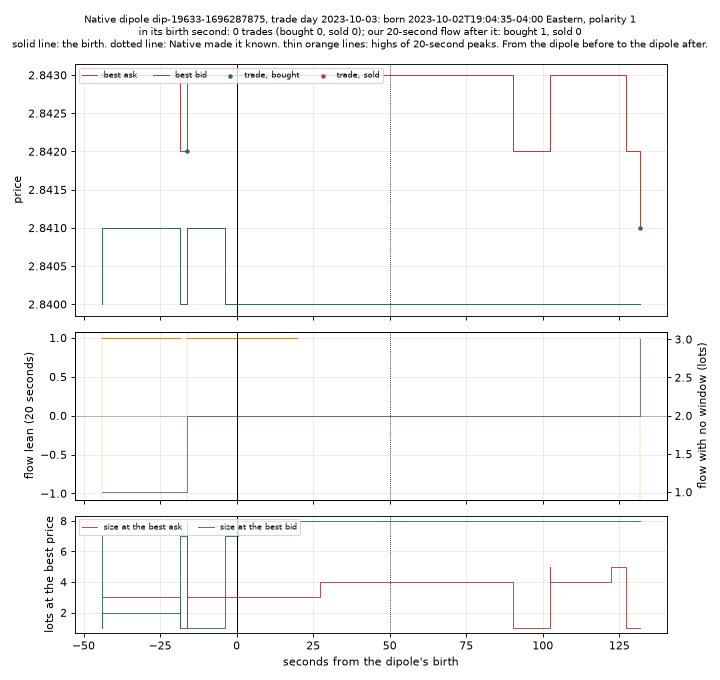 Native dipole dip-19633-1696287875, trade day 2023-10-03: born 2023-10-02T19:04:35-04:00 Eastern, polarity 1
in its birth second: 0 trades (bought 0, sold 0); our 20-second flow after it: bought 1, sold 0
solid line: the birth. dotted line: Native made it known. thin orange lines: highs of 20-second peaks. From the dipole before to the dipole after.
best ask best bid trade, bought trade, sold
2.8430
2.8425
2.8420
2.8415
2.8410
2.8405
2.8400
price
1.0
0.5
0.0
−0.5
−1.0
flow lean (20 seconds)
3.0
2.5
2.0
1.5
1.0
flow with no window (lots)
size at the best ask size at the best bid
8
6
4
2
lots at the best price
−50 −25 0 25 50 75 100 125
seconds from the dipole's birth